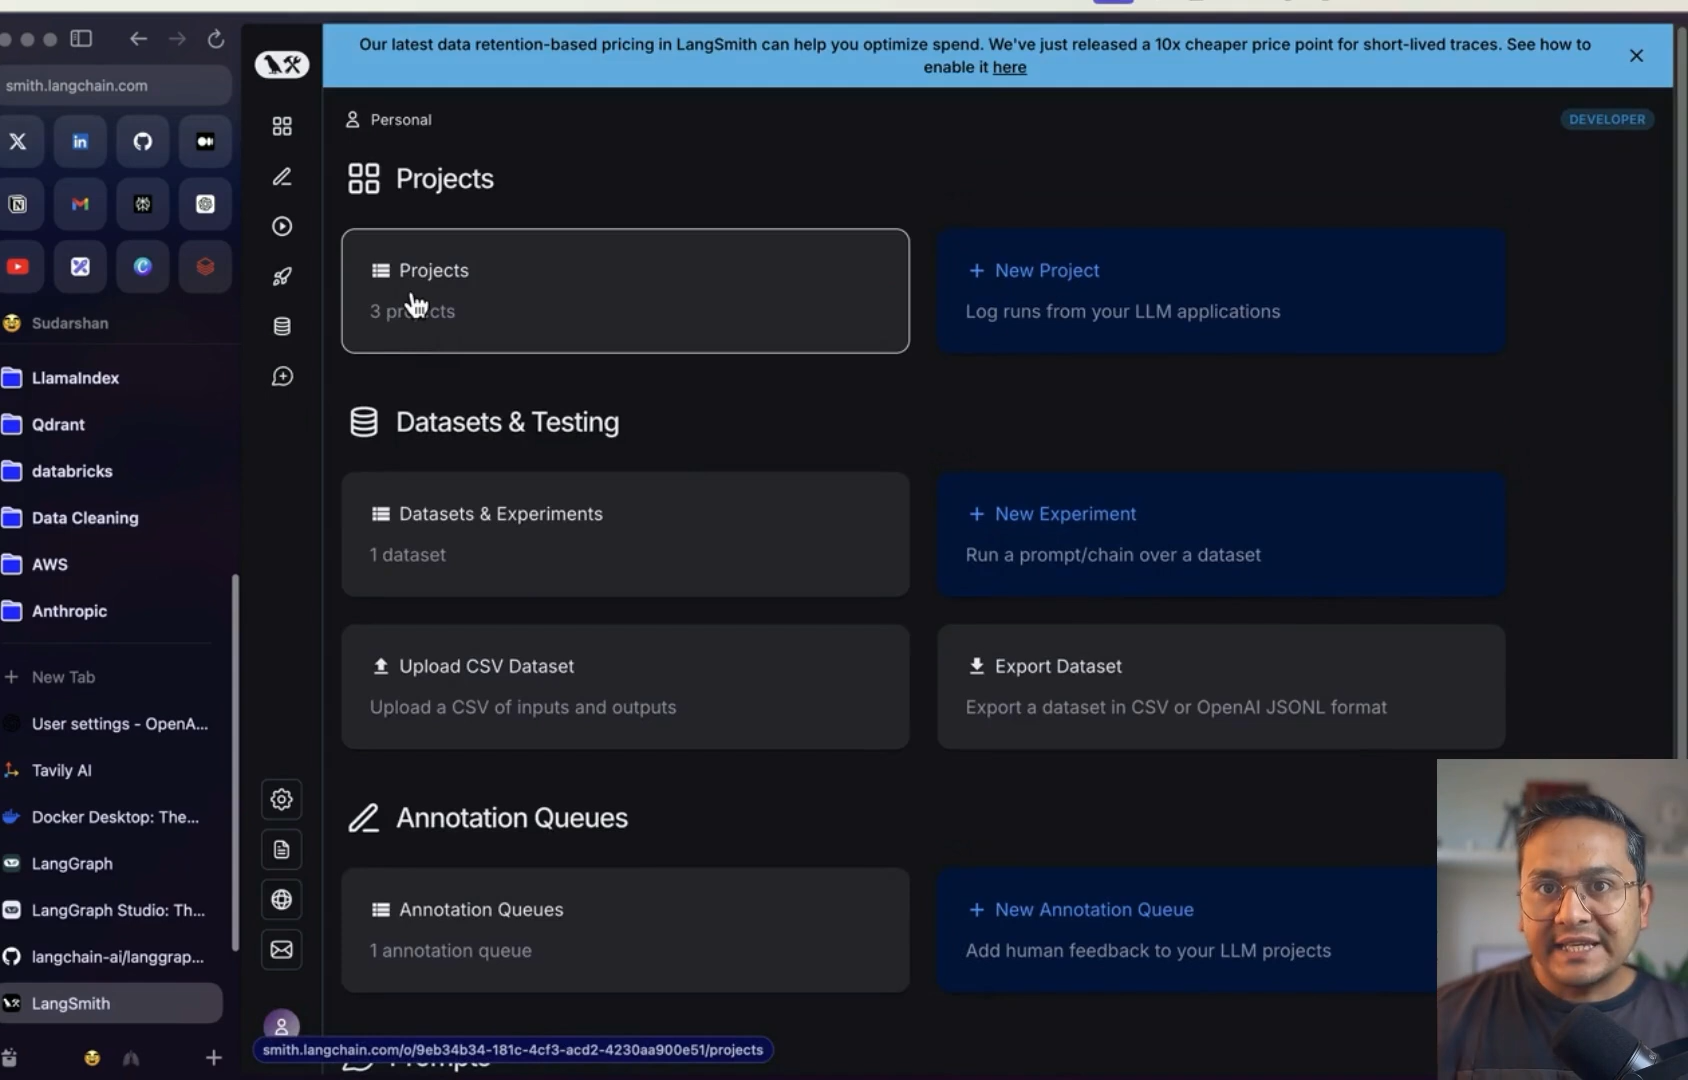 smith.langchain.com
Sudarshan
LlamaIndex
Qdrant
databricks
Data Cleaning
AWS
Anthropic
New Tab
User settings - OpenA...
Tavily AI
Docker Desktop: The...
LangGraph
LangGraph Studio: Th...
langchain-ai/langgrap...
LangSmith
Our latest data retention-based pricing in LangSmith can help you optimize spend. We've just released a 10x cheaper price point for short-lived traces. See how to
enable it here
Personal
DEVELOPER
Projects
Projects
3 projects
+ New Project
Log runs from your LLM applications
Datasets & Testing
Datasets & Experiments
1 dataset
+ New Experiment
Run a prompt/chain over a dataset
Upload CSV Dataset
Upload a CSV of inputs and outputs
Export Dataset
Export a dataset in CSV or OpenAI JSONL format
Annotation Queues
Annotation Queues
1 annotation queue
+ New Annotation Queue
Add human feedback to your LLM projects
Prompts
smith.langchain.com/o/9eb34b34-181c-4cf3-acd2-4230aa900e51/projects